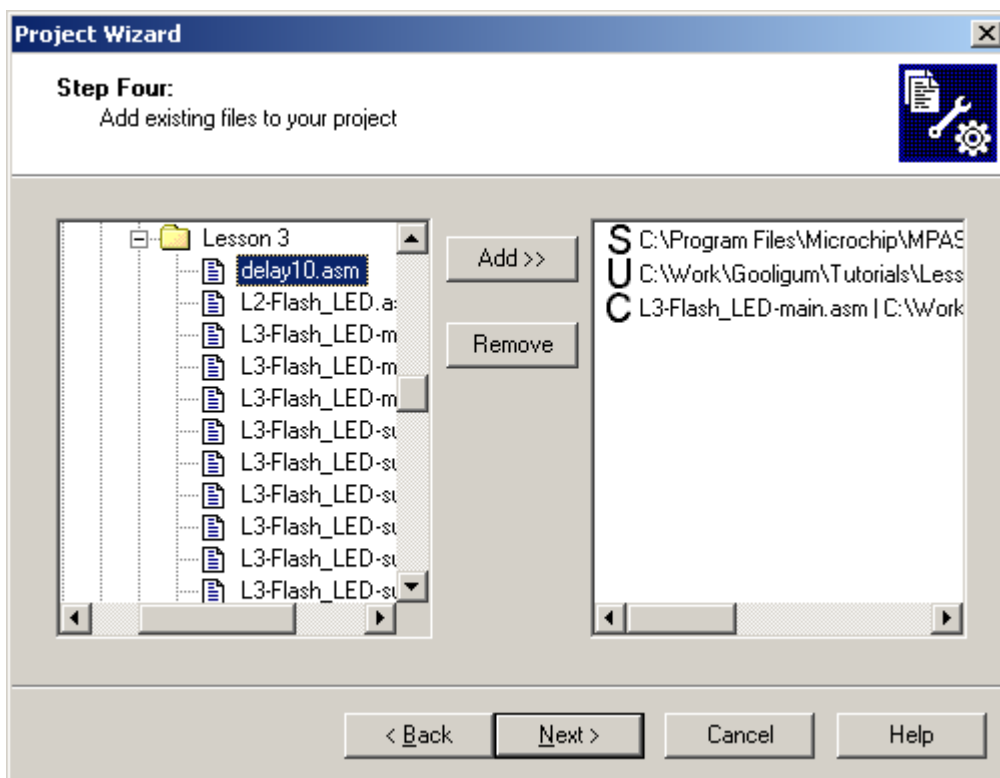 Project Wizard
Step Four:
Add existing files to your project
Lesson 3
delay10.asm
L2-Flash_LED.a
L3-Flash_LED-m
L3-Flash_LED-m
L3-Flash_LED-m
L3-Flash_LED-su
L3-Flash_LED-su
L3-Flash_LED-su
L3-Flash_LED-su
L3-Flash_LED-su
L3-Flash_LED-su
Add >>
Remove
S C:\Program Files\Microchip\MPAS
U C:\Work\Gooligum\Tutorials\Less
C L3-Flash_LED-main.asm | C:\Work
< Back
Next >
Cancel
Help